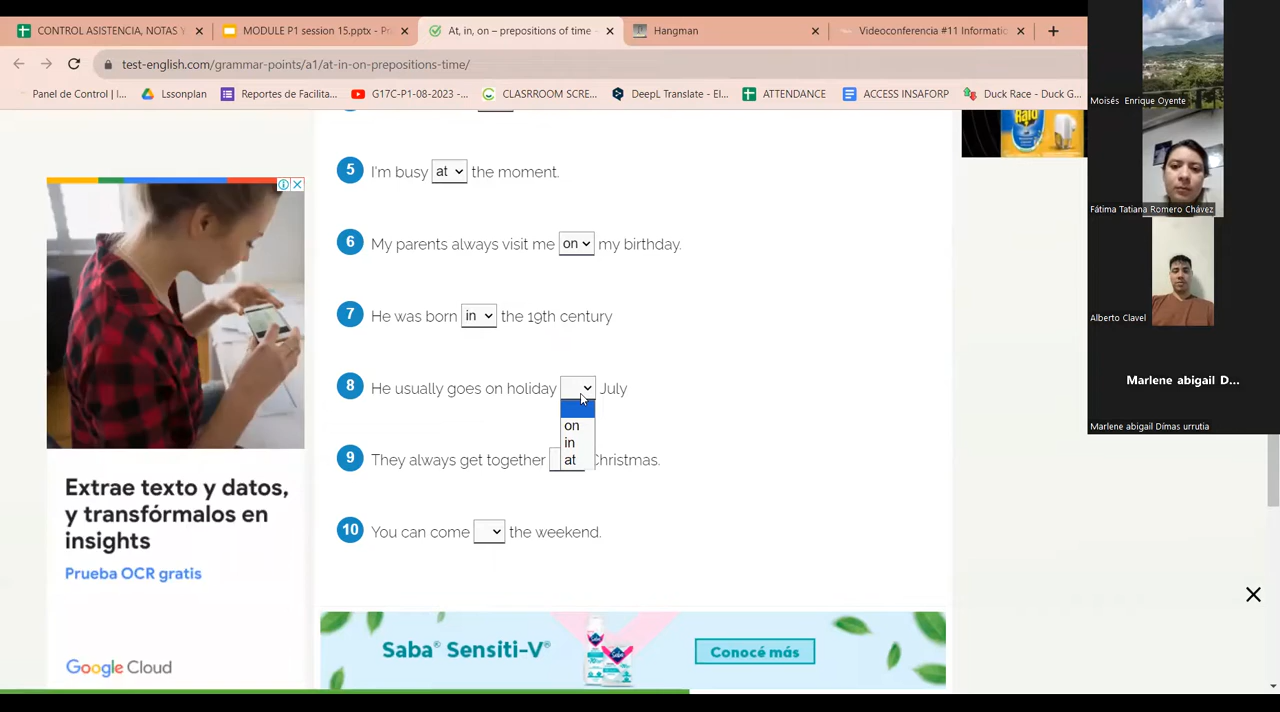 CONTROL ASISTENCIA, NOTAS Y
MODULE P1 session 15.pptx - Pr
At, in, on – prepositions of time
Hangman
Videoconferencia #11 Informatic
test-english.com/grammar-points/a1/at-in-on-prepositions-time/
Panel de Control | I...
Lssonplan
Reportes de Facilita...
G17C-P1-08-2023 -...
CLASSROOM SCRE...
DeepL Translate - El...
ATTENDANCE
ACCESS INSAFORP
Duck Race - Duck G...
Moisés Enrique Oyente
Fátima Tatiana Romero Chávez
Alberto Clavel
Marlene abigail D...
Marlene abigail Dimas urrutia
Raid
5 I'm busy at the moment.
6 My parents always visit me on my birthday.
7 He was born in the 19th century
8 He usually goes on holiday July
on
in
at
9 They always get together Christmas.
10 You can come the weekend.
Extrae texto y datos,
y transfórmalos en
insights
Prueba OCR gratis
Google Cloud
Saba® Sensiti-V®
Conocé más